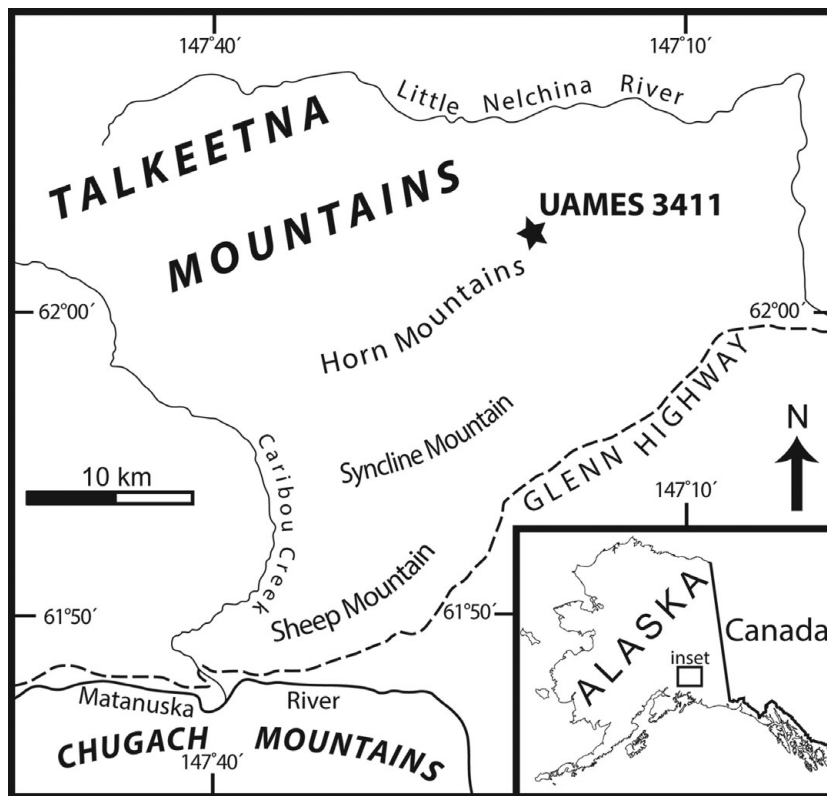 147°40´
147°10´
Little Nelchina River
TALKEETNA
MOUNTAINS
UAMES 3411
Horn Mountains
62°00´
62°00´
GLENN HIGHWAY
Syncline Mountain
Caribou Creek
10 km
N
147°10´
Sheep Mountain
61°50´
61°50´
ALASKA
Canada
inset
Matanuska River
CHUGACH MOUNTAINS
147°40´